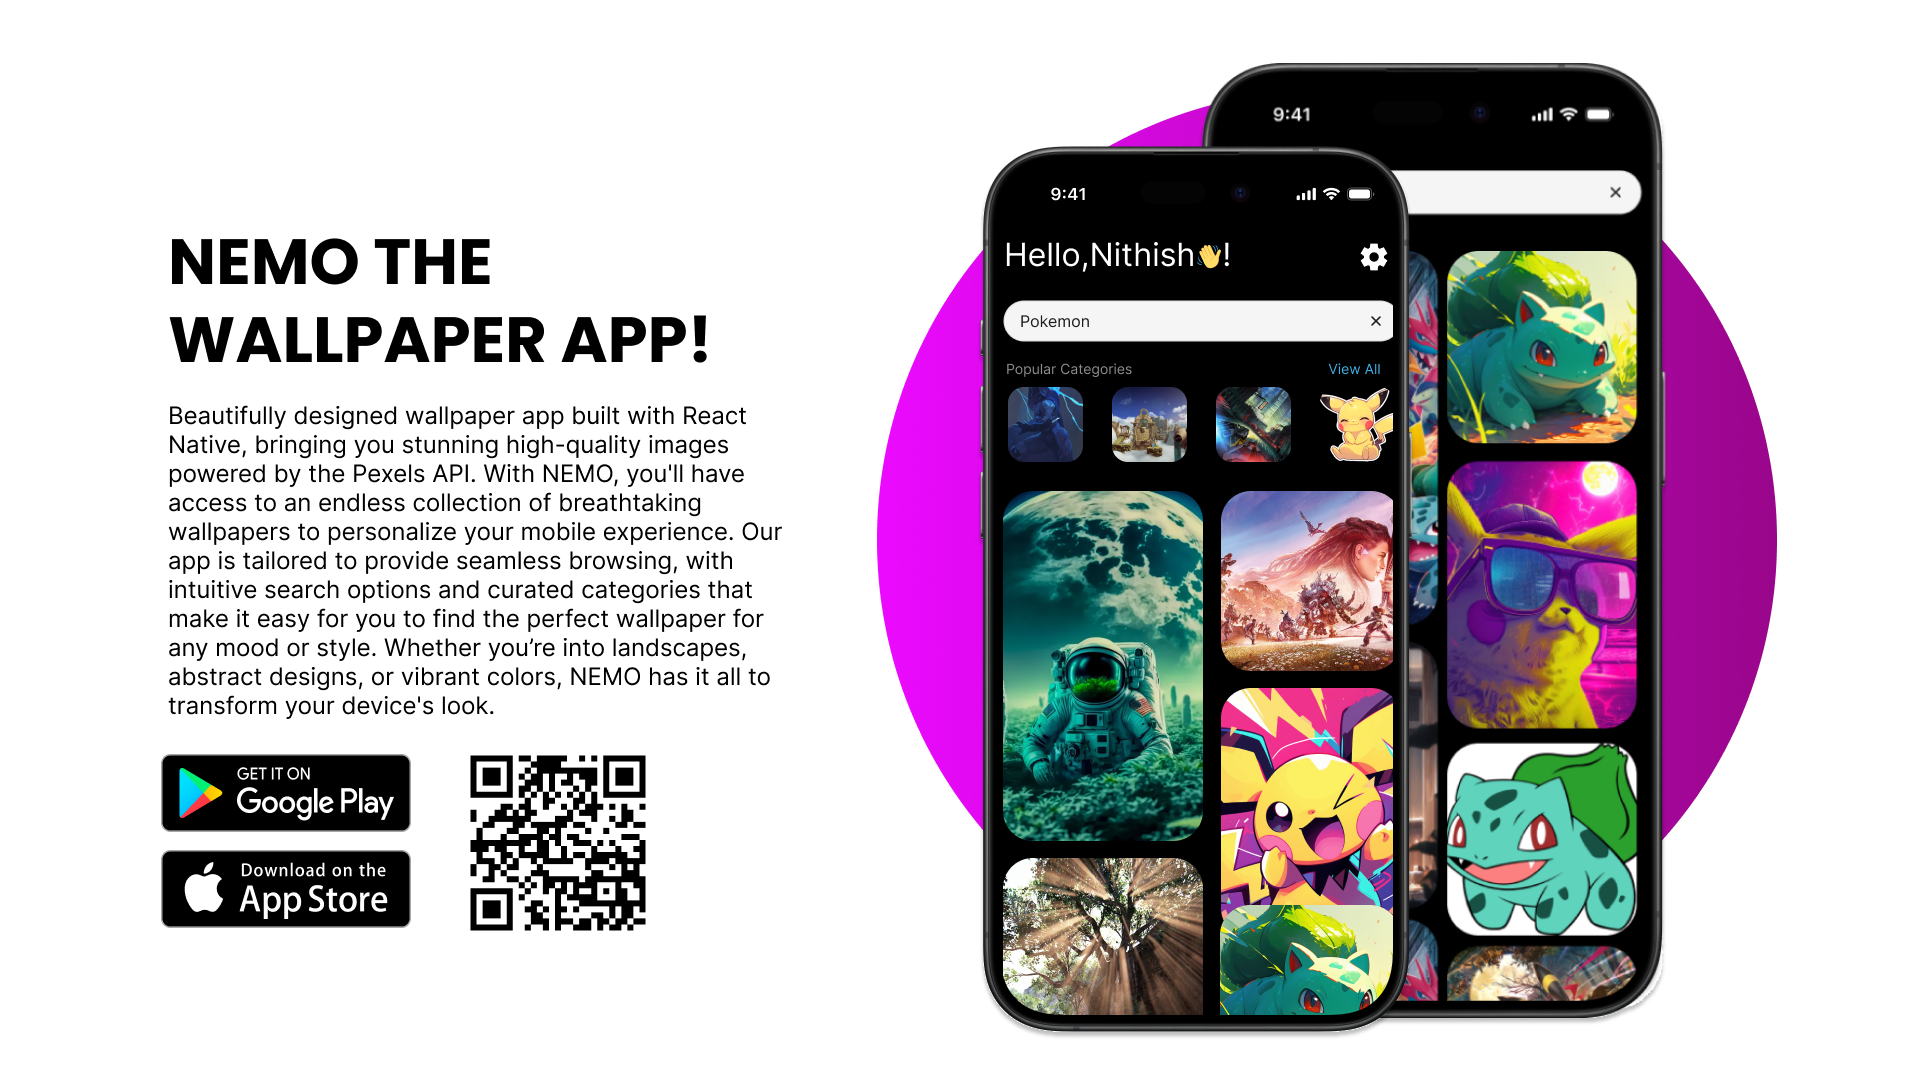 NEMO THE
WALLPAPER APP!
Beautifully designed wallpaper app built with React
Native, bringing you stunning high-quality images
powered by the Pexels API. With NEMO, you'll have
access to an endless collection of breathtaking
wallpapers to personalize your mobile experience. Our
app is tailored to provide seamless browsing, with
intuitive search options and curated categories that
make it easy for you to find the perfect wallpaper for
any mood or style. Whether you’re into landscapes,
abstract designs, or vibrant colors, NEMO has it all to
transform your device's look.
GET IT ON
Google Play
Download on the
App Store
9:41
Hello,Nithish👋!
Pokemon
Popular Categories
View All
9:41